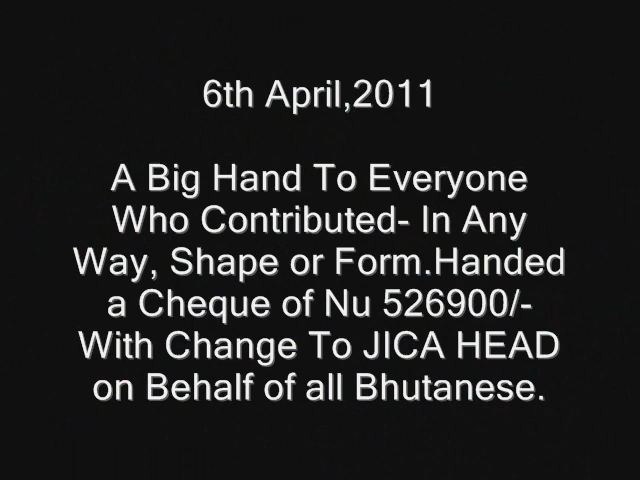 6th April,2011
A Big Hand To Everyone
Who Contributed- In Any
Way, Shape or Form.Handed
a Cheque of Nu 526900/-
With Change To JICA HEAD
on Behalf of all Bhutanese.